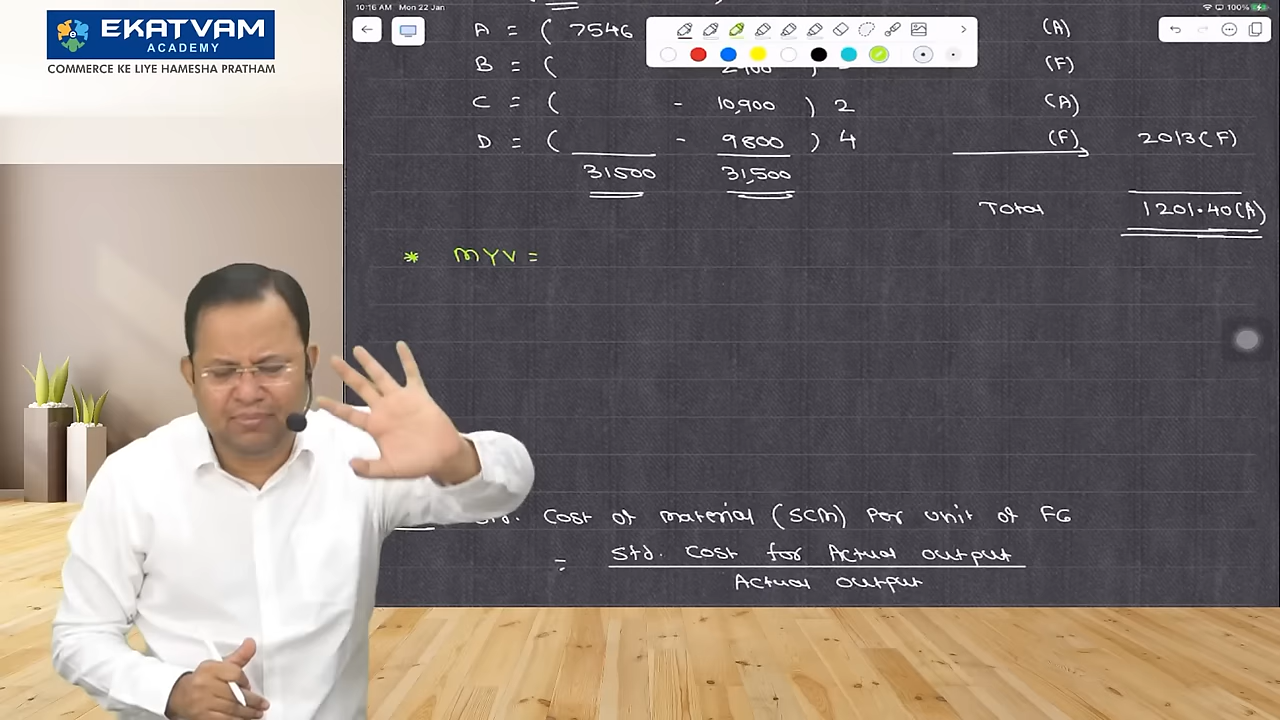 EKATVAM
ACADEMY
COMMERCE KE LIYE HAMESHA PRATHAM
10:16 AM Mon 22 Jan
100%
A = ( 7546 (A)
B = ( 2900 ) (F)
C = ( - 10,900 ) 2 (A)
D = ( - 9800 ) 4 (F) 2013(F)
31500 31,500
Total 1201.40(A)
* MYV =
Std. Cost of material (SCM) Per unit of FG
= Std. Cost for Actual output
Actual output